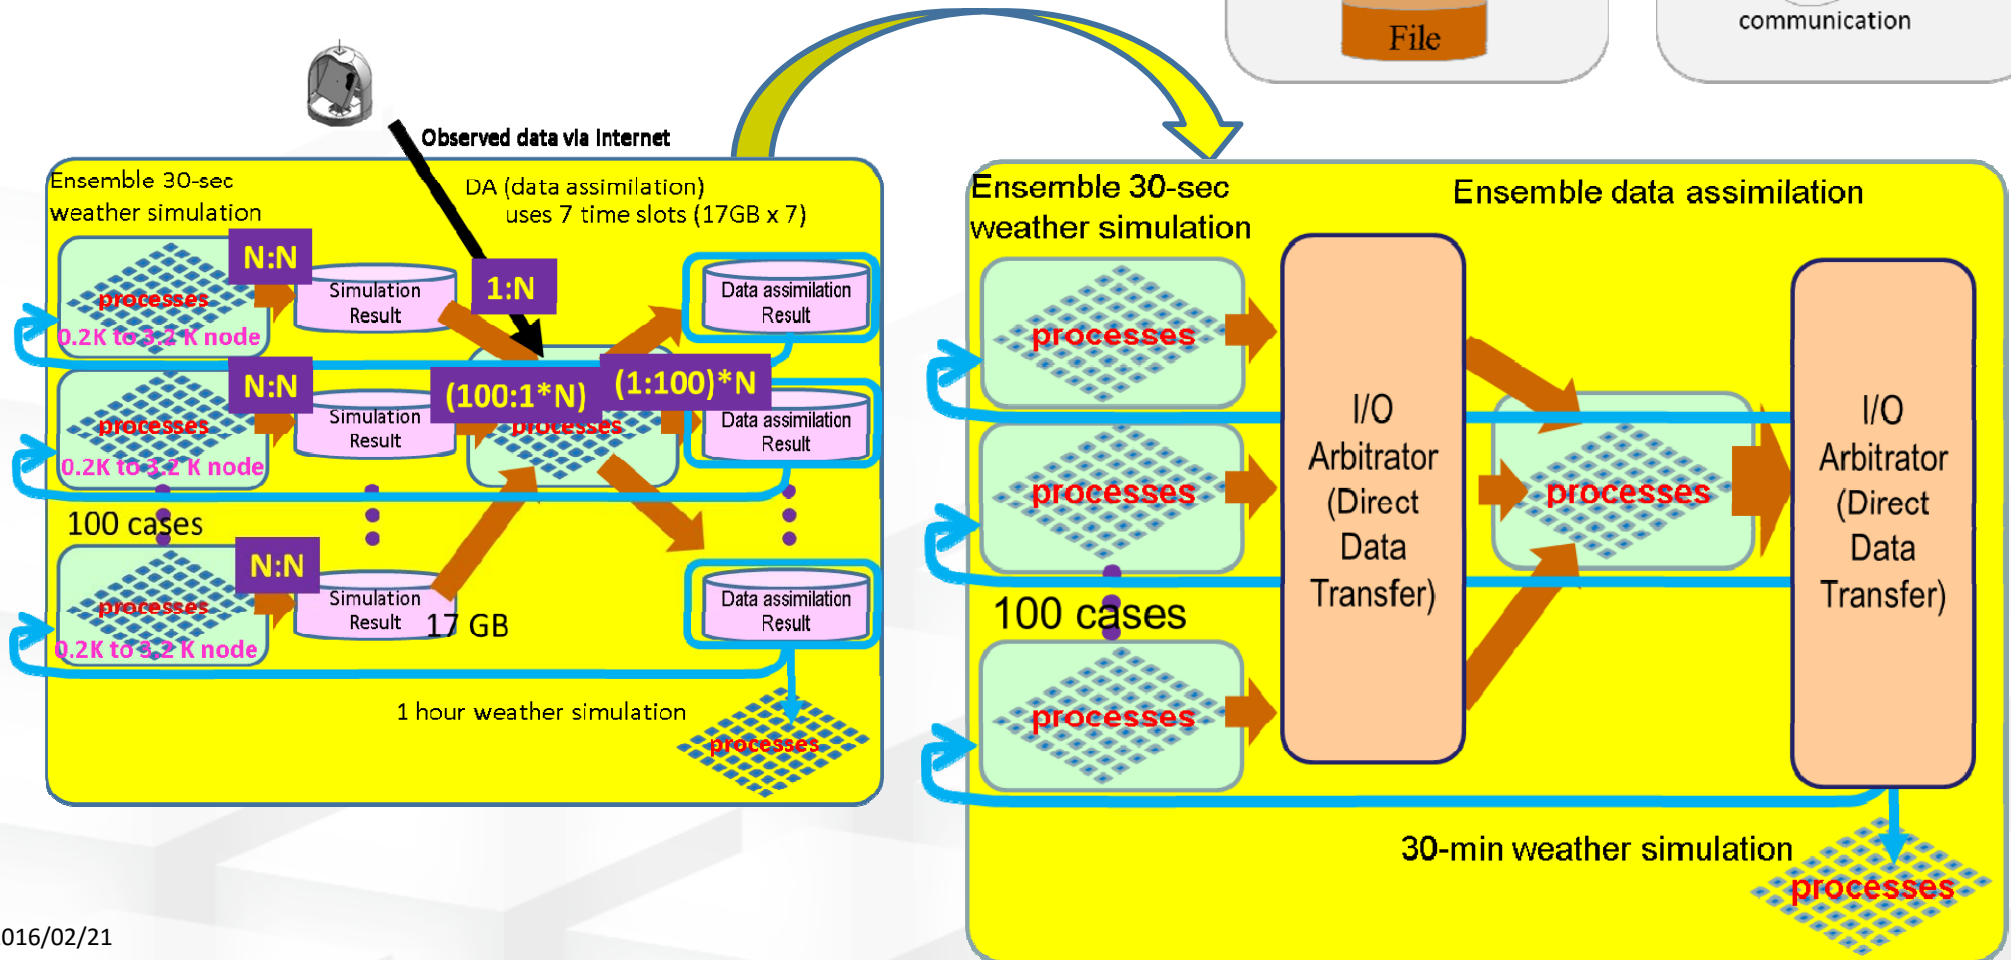 File
communication
Observed data via Internet
Ensemble 30-sec
weather simulation
DA (data assimilation)
uses 7 time slots (17GB x 7)
N:N
processes
0.2K to 3.2 K node
Simulation
Result
1:N
Data assimilation
Result
N:N
processes
0.2K to 3.2 K node
Simulation
Result
(100:1*N)
(1:100)*N
processes
Data assimilation
Result
100 cases
N:N
processes
0.2K to 3.2 K node
Simulation
Result
17 GB
Data assimilation
Result
1 hour weather simulation
processes
Ensemble 30-sec
weather simulation
Ensemble data assimilation
processes
processes
100 cases
processes
I/O
Arbitrator
(Direct
Data
Transfer)
processes
I/O
Arbitrator
(Direct
Data
Transfer)
30-min weather simulation
processes
016/02/21